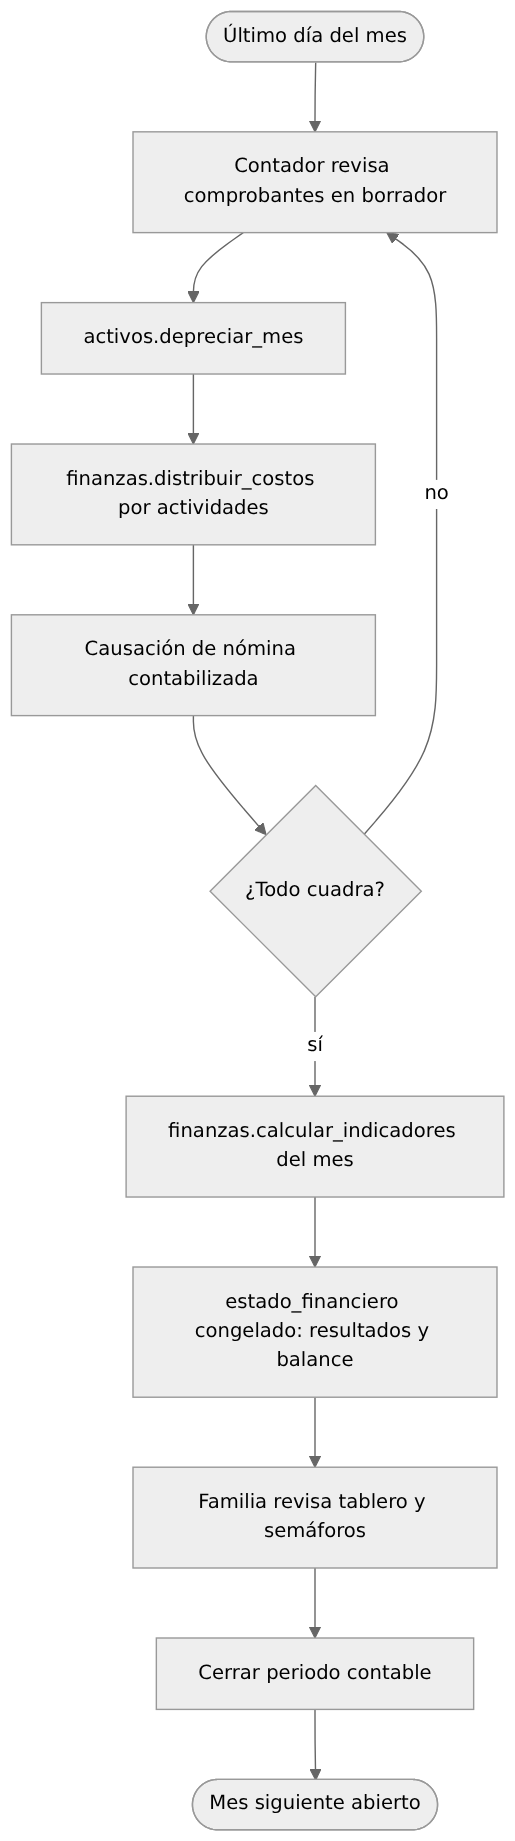 Último día del mes
Contador revisa
comprobantes en borrador
activos.depreciar_mes
finanzas.distribuir_costos
por actividades
no
Causación de nómina
contabilizada
¿Todo cuadra?
sí
finanzas.calcular_indicadores
del mes
estado_financiero
congelado: resultados y
balance
Familia revisa tablero y
semáforos
Cerrar periodo contable
Mes siguiente abierto